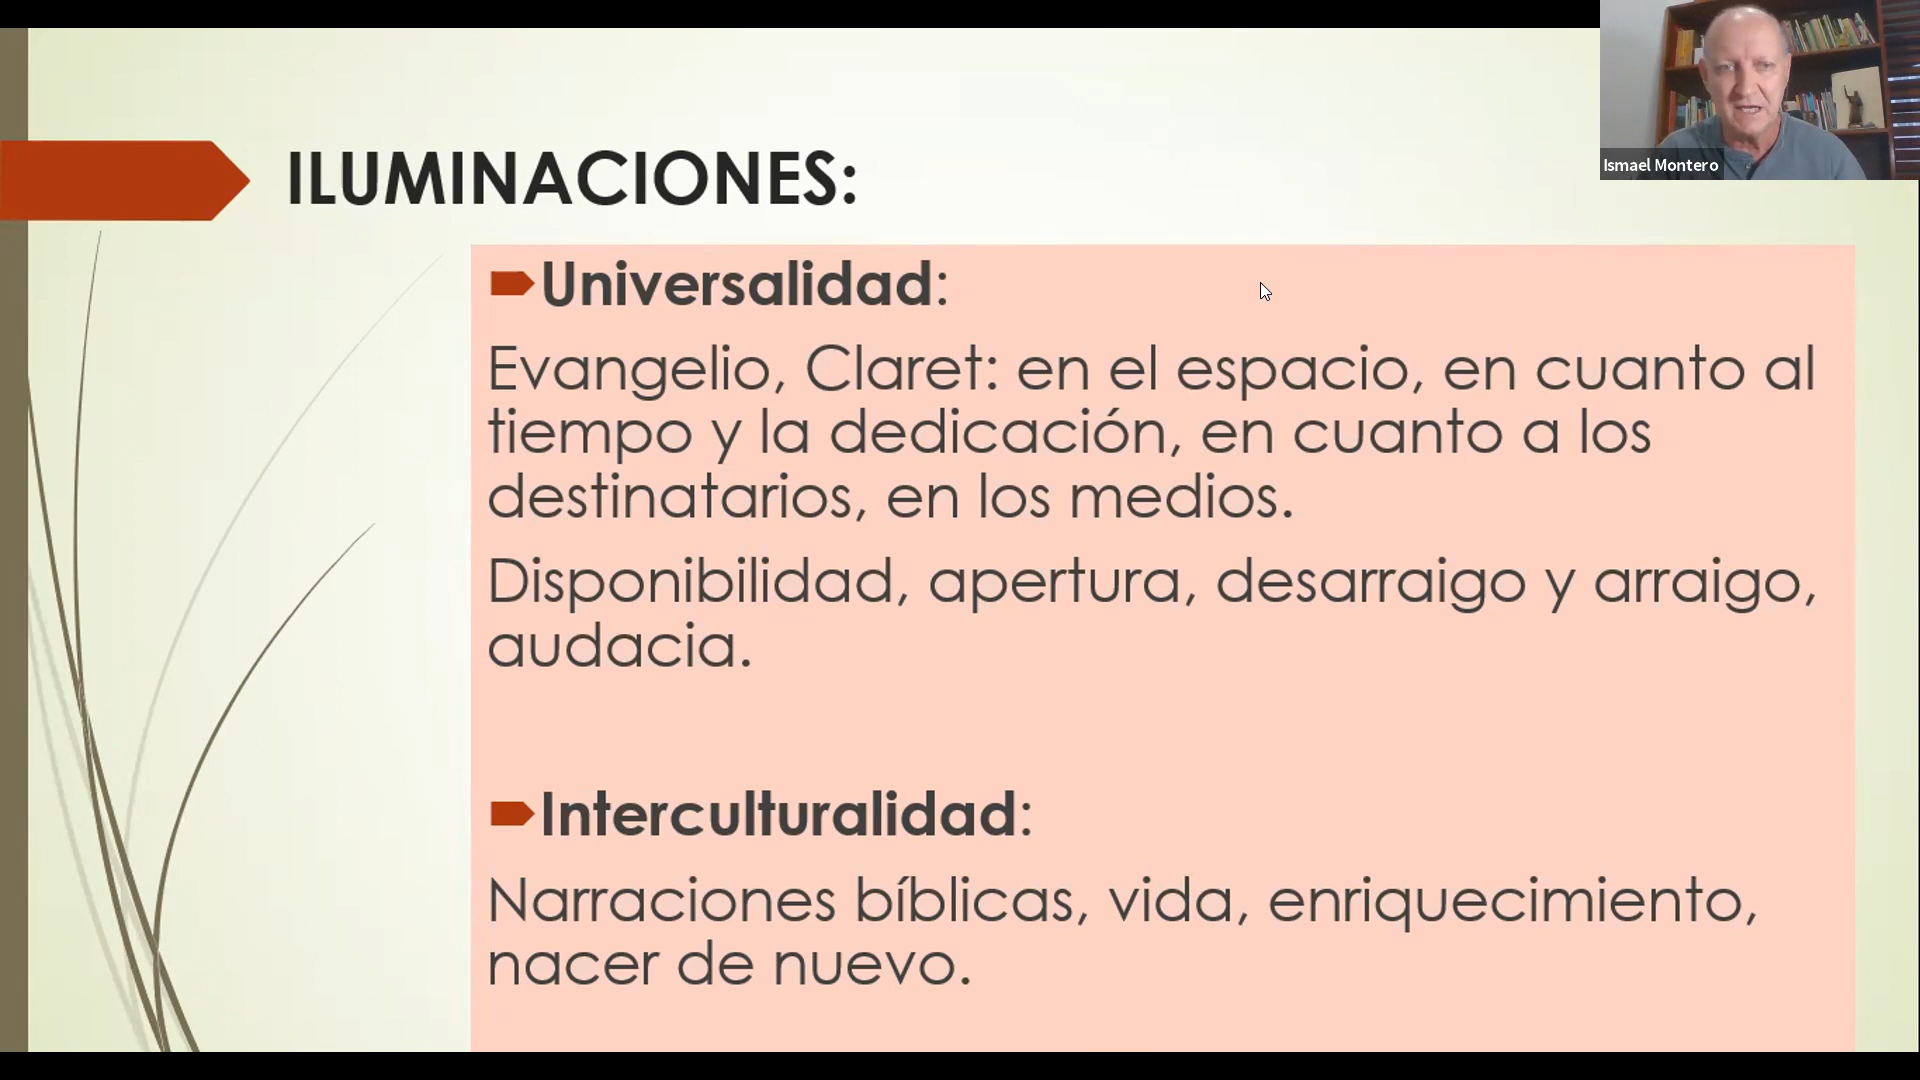 ILUMINACIONES:
Ismael Montero
Universalidad:
Evangelio, Claret: en el espacio, en cuanto al
tiempo y la dedicación, en cuanto a los
destinatarios, en los medios.
Disponibilidad, apertura, desarraigo y arraigo,
audacia.
Interculturalidad:
Narraciones bíblicas, vida, enriquecimiento,
nacer de nuevo.